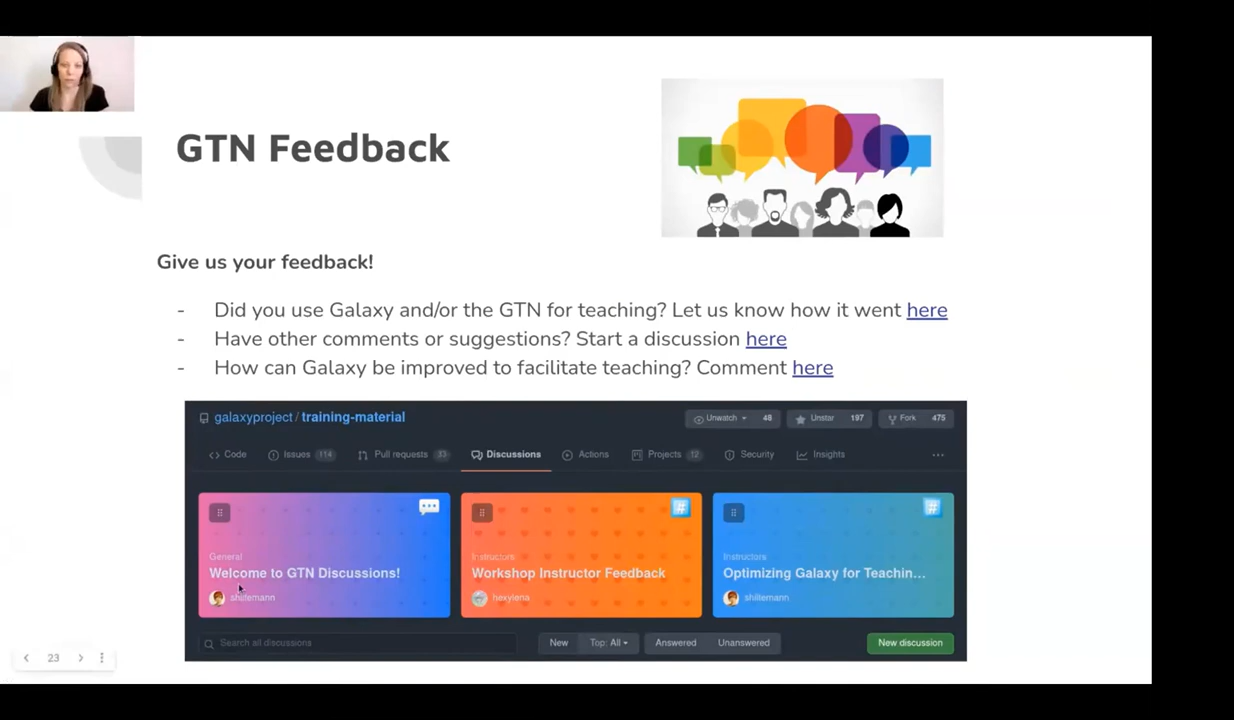 GTN Feedback
Give us your feedback!
- Did you use Galaxy and/or the GTN for teaching? Let us know how it went here
- Have other comments or suggestions? Start a discussion here
- How can Galaxy be improved to facilitate teaching? Comment here
galaxyproject / training-material
Unwatch 48 Unstar 197 Fork 475
Code Issues 114 Pull requests 33 Discussions Actions Projects 12 Security Insights ...
General
Welcome to GTN Discussions!
shiltemann
Instructors
Workshop Instructor Feedback
hexylena
Instructors
Optimizing Galaxy for Teachin...
shiltemann
Search all discussions New Top: All Answered Unanswered New discussion
23